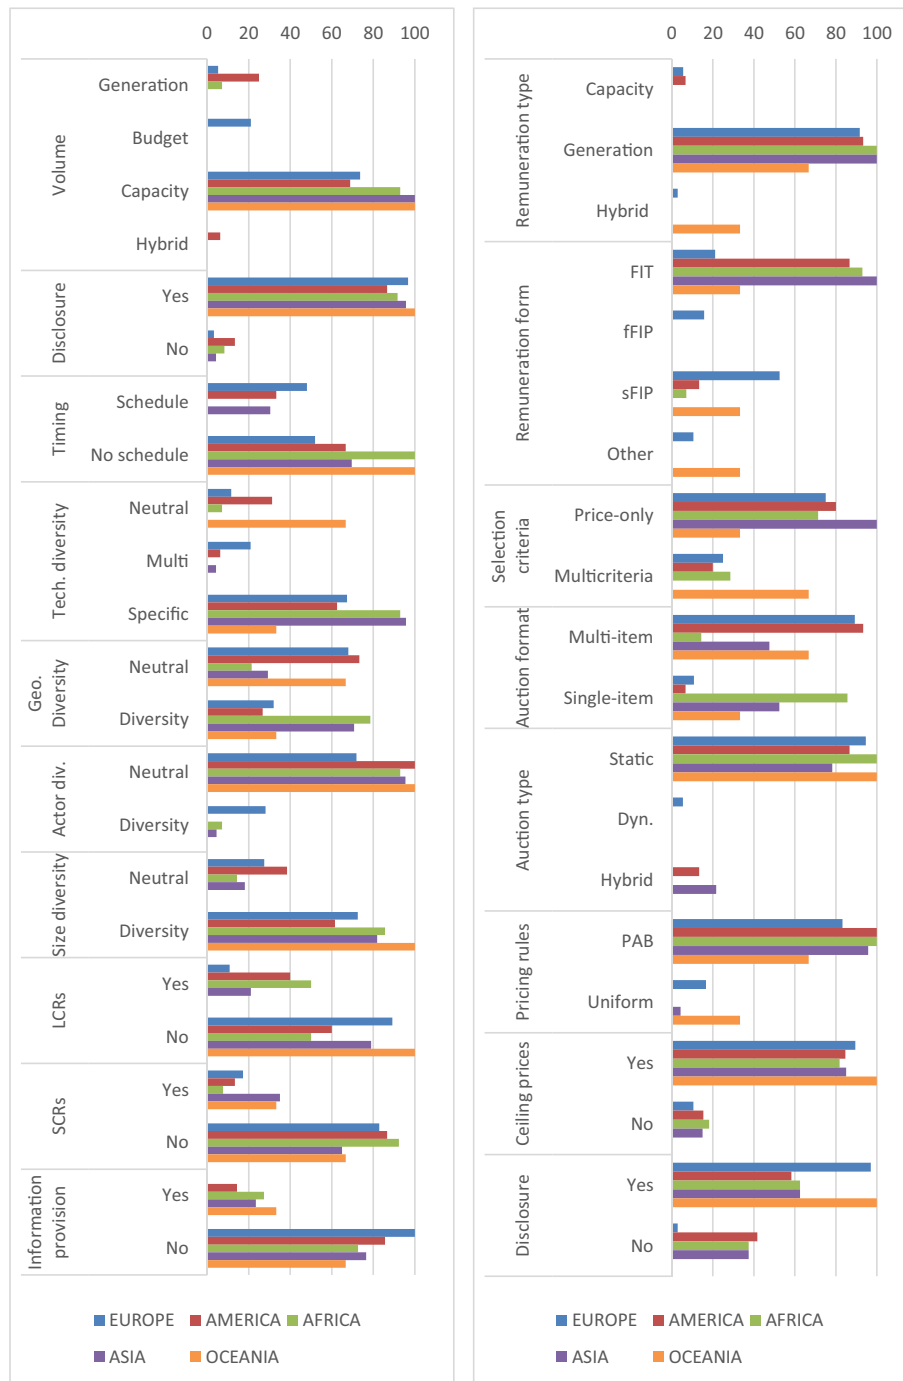 0 20 40 60 80 100
Volume
Generation
Budget
Capacity
Hybrid
Disclosure
Yes
No
Timing
Schedule
No schedule
Tech. diversity
Neutral
Multi
Specific
Geo.
Diversity
Neutral
Diversity
Actor div.
Neutral
Diversity
Size diversity
Neutral
Diversity
LCRs
Yes
No
SCRs
Yes
No
Information
provision
Yes
No
EUROPE AMERICA AFRICA
ASIA OCEANIA
0 20 40 60 80 100
Remuneration type
Capacity
Generation
Hybrid
Remuneration form
FIT
fFIP
sFIP
Other
Selection
criteria
Price-only
Multicriteria
Auction format
Multi-item
Single-item
Auction type
Static
Dyn.
Hybrid
Pricing rules
PAB
Uniform
Ceiling prices
Yes
No
Disclosure
Yes
No
EUROPE AMERICA AFRICA
ASIA OCEANIA